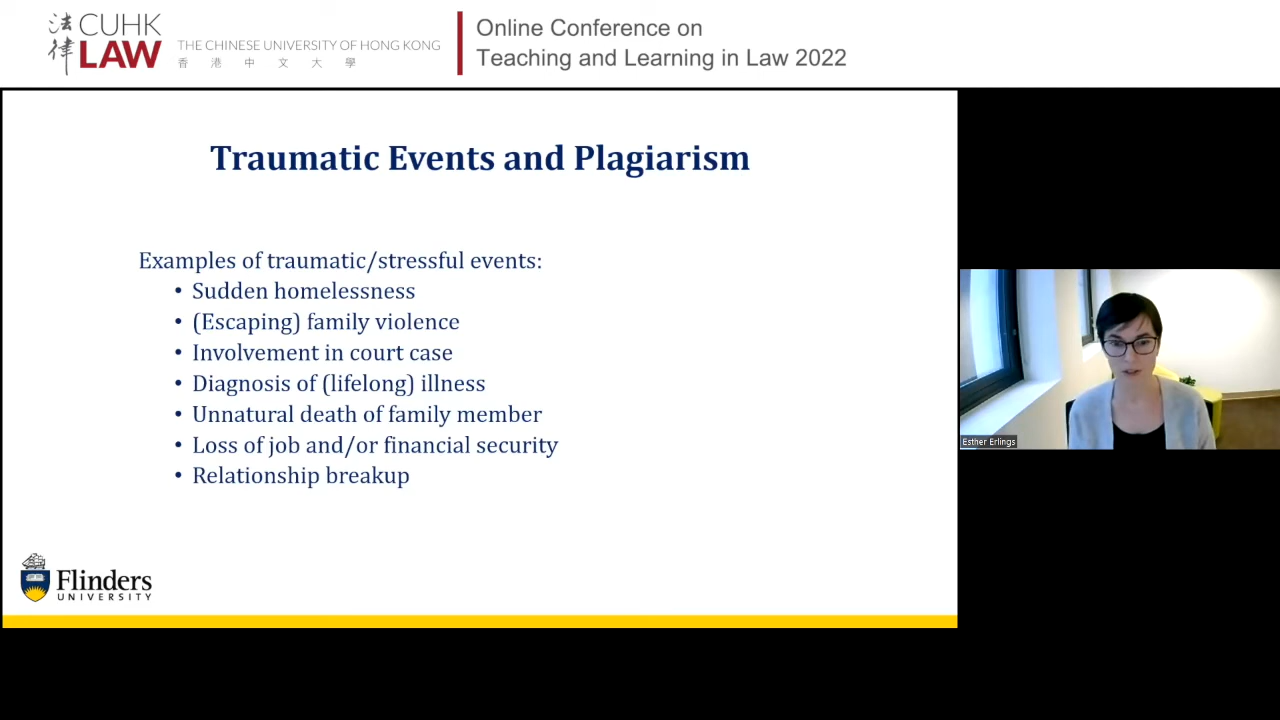 法律
CUHK
LAW
THE CHINESE UNIVERSITY OF HONG KONG
香港中文大學
Online Conference on
Teaching and Learning in Law 2022
Traumatic Events and Plagiarism
Examples of traumatic/stressful events:
• Sudden homelessness
• (Escaping) family violence
• Involvement in court case
• Diagnosis of (lifelong) illness
• Unnatural death of family member
• Loss of job and/or financial security
• Relationship breakup
Esther Erlings
Flinders
UNIVERSITY